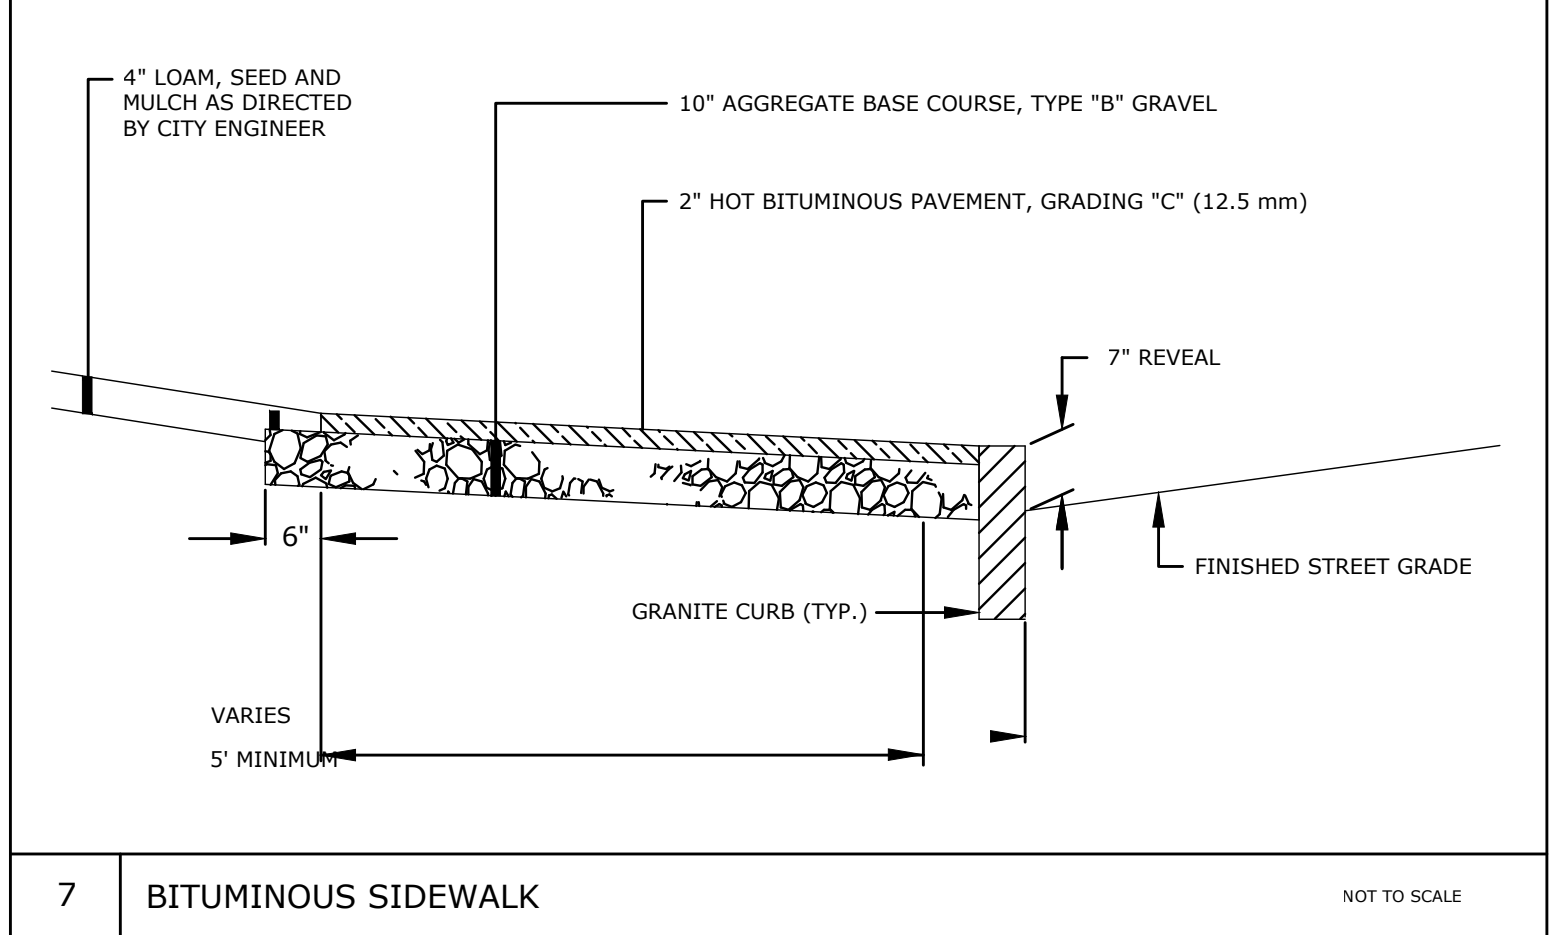 4" LOAM, SEED AND
MULCH AS DIRECTED
BY CITY ENGINEER
10" AGGREGATE BASE COURSE, TYPE "B" GRAVEL
2" HOT BITUMINOUS PAVEMENT, GRADING "C" (12.5 mm)
7" REVEAL
6"
FINISHED STREET GRADE
GRANITE CURB (TYP.)
VARIES
5' MINIMUM
7
BITUMINOUS SIDEWALK
NOT TO SCALE